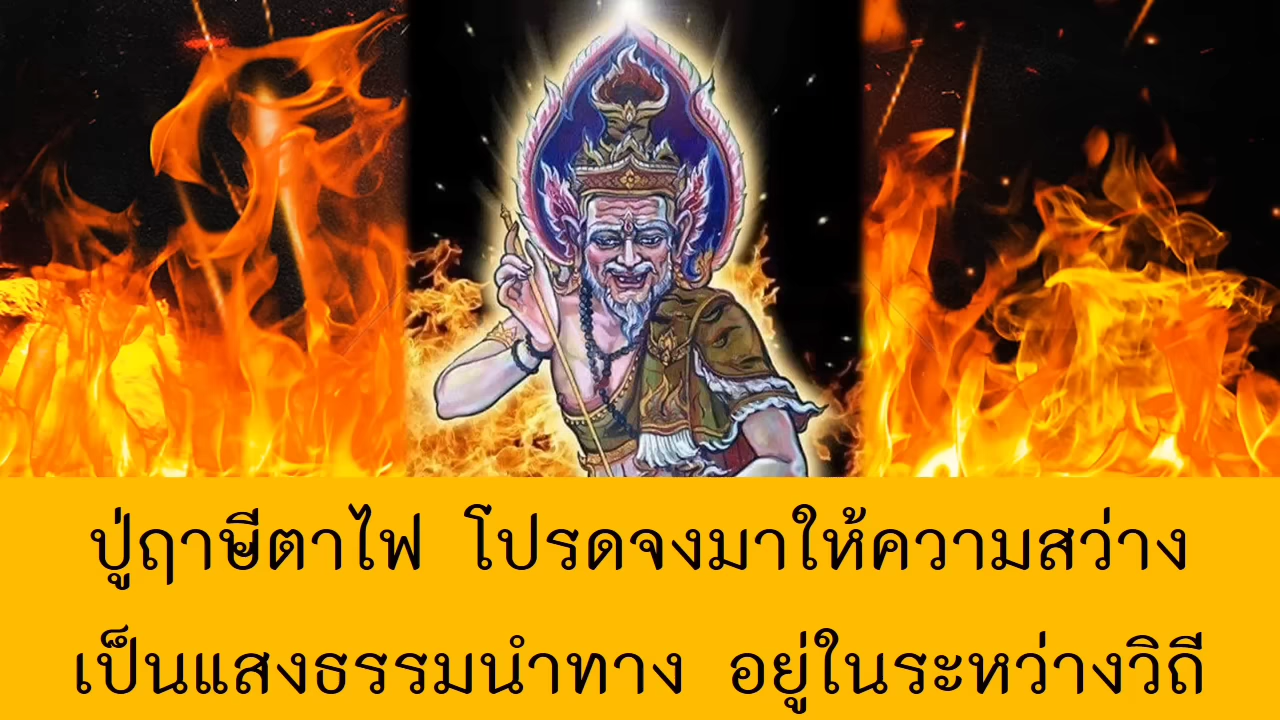 ปู่ฤาษีตาไฟ โปรดจงมาให้ความสว่าง
เป็นแสงธรรมนำทาง อยู่ในระหว่างวิถี